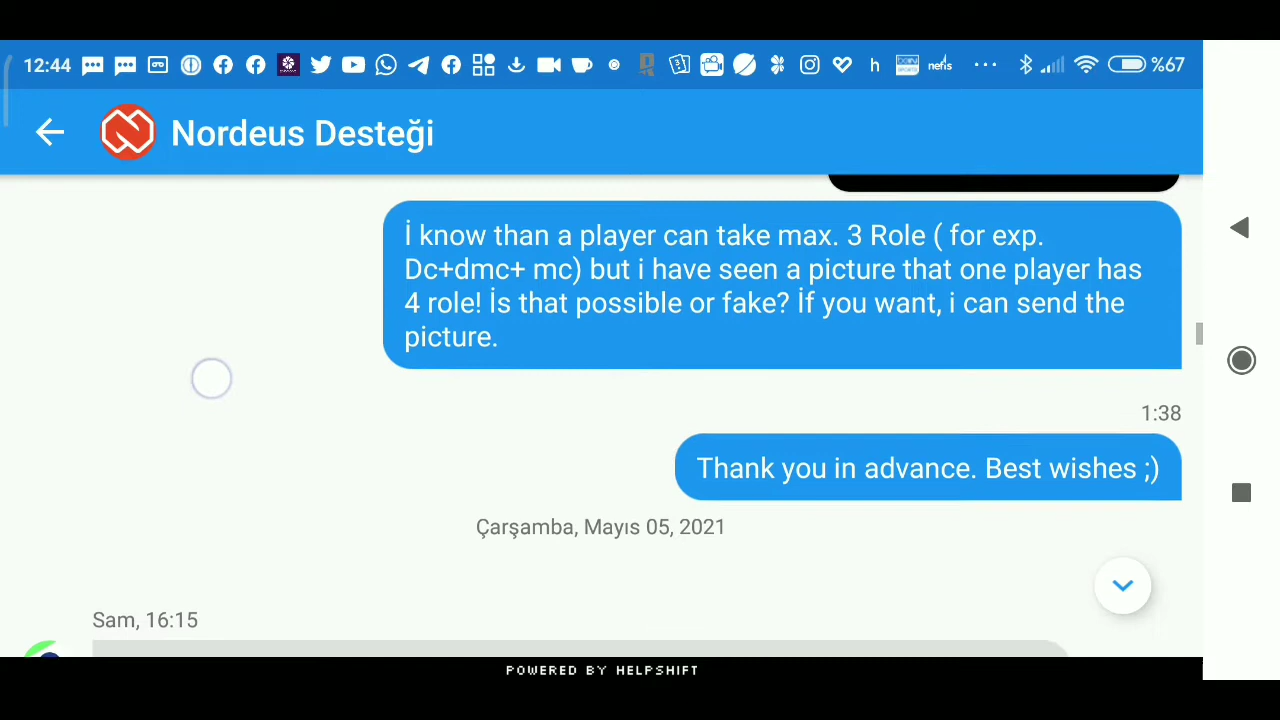 12:44
h
nefis
...
%67
Nordeus Desteği
İ know than a player can take max. 3 Role ( for exp.
Dc+dmc+ mc) but i have seen a picture that one player has
4 role! İs that possible or fake? İf you want, i can send the
picture.
1:38
Thank you in advance. Best wishes ;)
Çarşamba, Mayıs 05, 2021
Sam, 16:15
POWERED BY HELPSHIFT